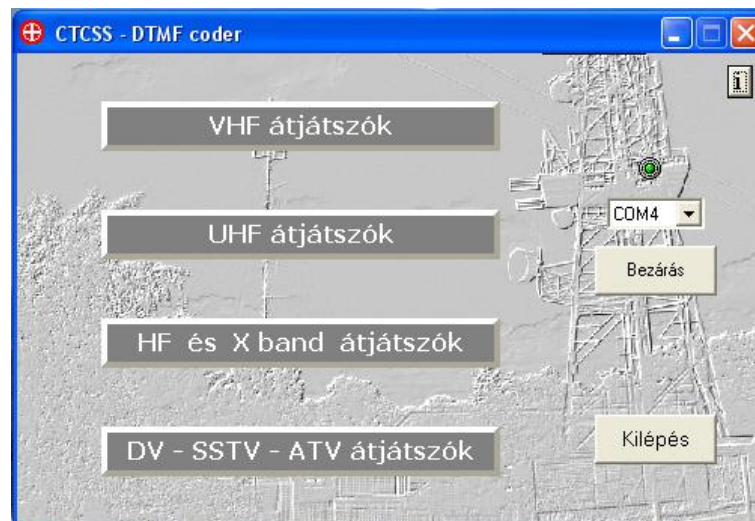 CTCSS - DTMF coder
i
VHF átjátszók
UHF átjátszók
COM4
Bezárás
HF és X band átjátszók
DV - SSTV - ATV átjátszók
Kilépés